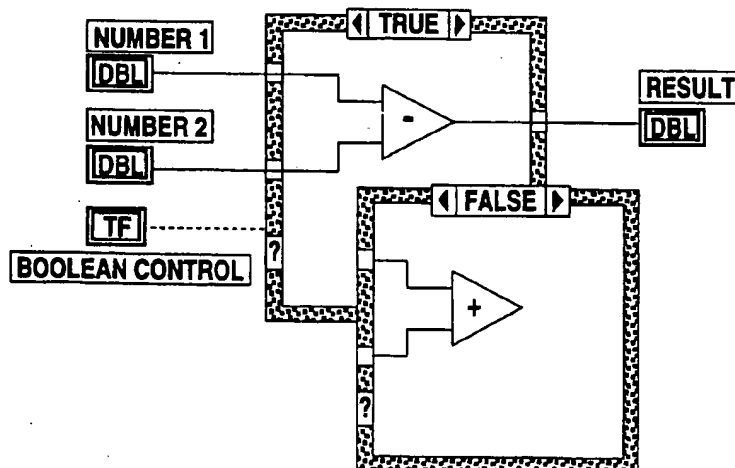 NUMBER 1
DBL
NUMBER 2
DBL
TF
BOOLEAN CONTROL
TRUE
-
?
RESULT
DBL
FALSE
+
?